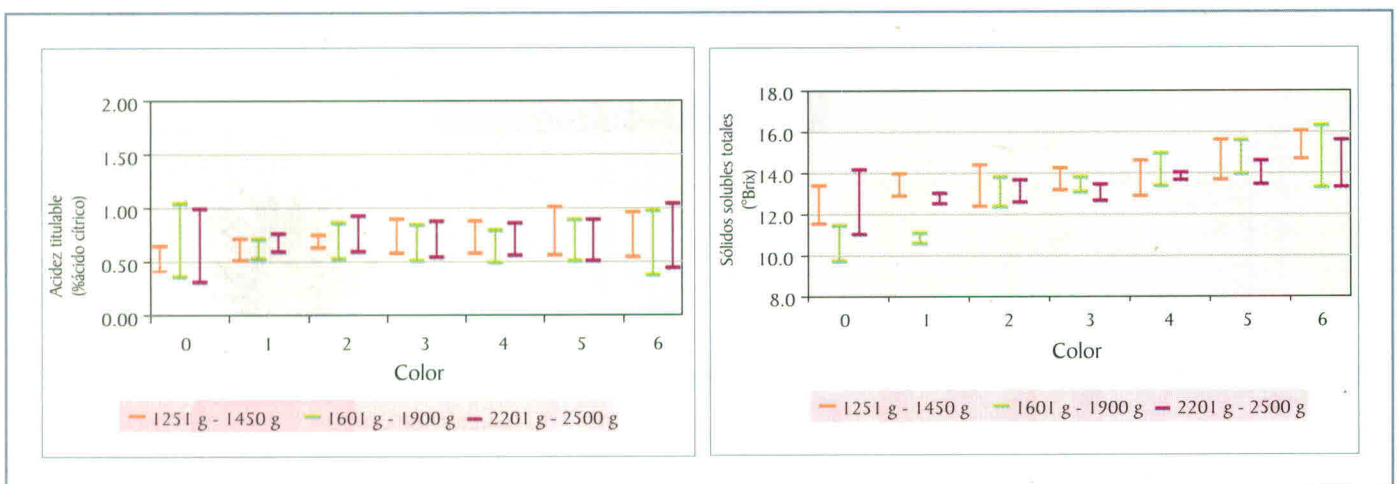 Acidez titulable
(%ácido cítrico)
2.00
1.50
1.00
0.50
0.00
0 1 2 3 4 5 6
Color
1251 g - 1450 g 1601 g - 1900 g 2201 g - 2500 g
Sólidos solubles totales
(°Brix)
18.0
16.0
14.0
12.0
10.0
8.0
0 1 2 3 4 5 6
Color
1251 g - 1450 g 1601 g - 1900 g 2201 g - 2500 g